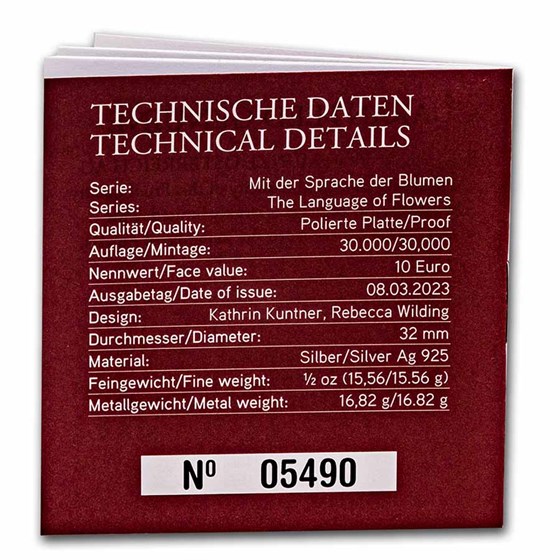 TECHNISCHE DATEN
TECHNICAL DETAILS
Serie: Mit der Sprache der Blumen
Series: The Language of Flowers
Qualität/Quality: Polierte Platte/Proof
Auflage/Mintage: 30.000/30,000
Nennwert/Face value: 10 Euro
Ausgabetag/Date of issue: 08.03.2023
Design: Kathrin Kuntner, Rebecca Wilding
Durchmesser/Diameter: 32 mm
Material: Silber/Silver Ag 925
Feingewicht/Fine weight: ½ oz (15,56/15.56 g)
Metallgewicht/Metal weight: 16,82 g/16.82 g
Nº 05490